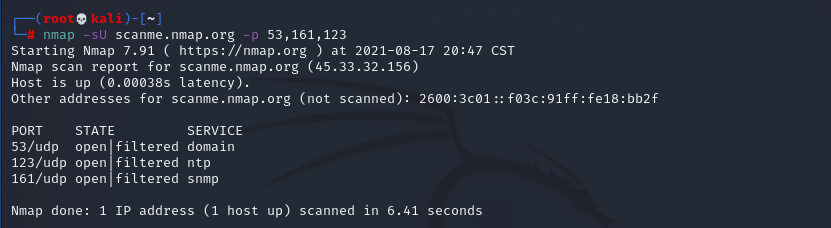 ┌──(root💀kali)-[~]
└─# nmap -sU scanme.nmap.org -p 53,161,123
Starting Nmap 7.91 ( https://nmap.org ) at 2021-08-17 20:47 CST
Nmap scan report for scanme.nmap.org (45.33.32.156)
Host is up (0.00038s latency).
Other addresses for scanme.nmap.org (not scanned): 2600:3c01::f03c:91ff:fe18:bb2f

PORT    STATE         SERVICE
53/udp  open|filtered domain
123/udp open|filtered ntp
161/udp open|filtered snmp

Nmap done: 1 IP address (1 host up) scanned in 6.41 seconds